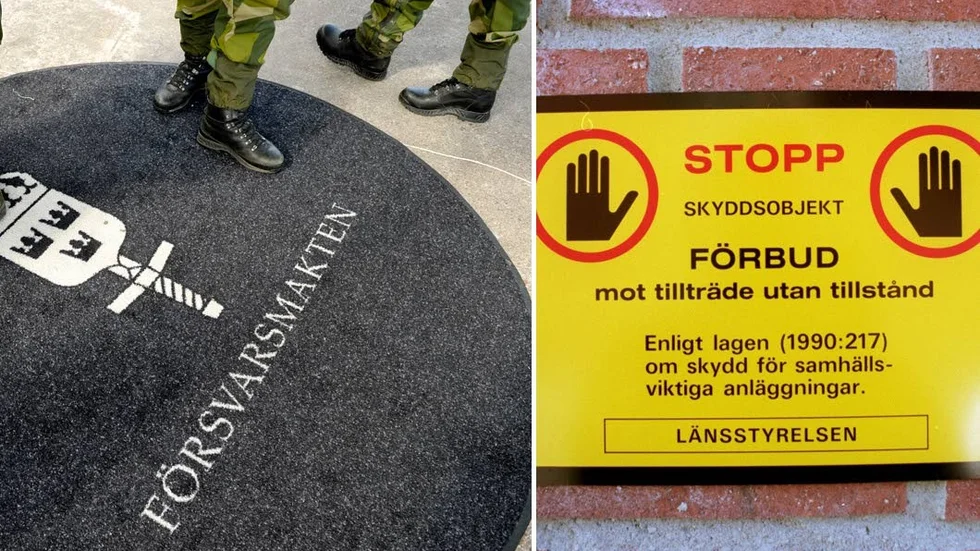 FÖRSVARSMAKTEN
STOPP
SKYDDSOBJEKT
FÖRBUD
mot tillträde utan tillstånd
Enligt lagen (1990:217)
om skydd för samhälls-
viktiga anläggningar.
LÄNSSTYRELSEN